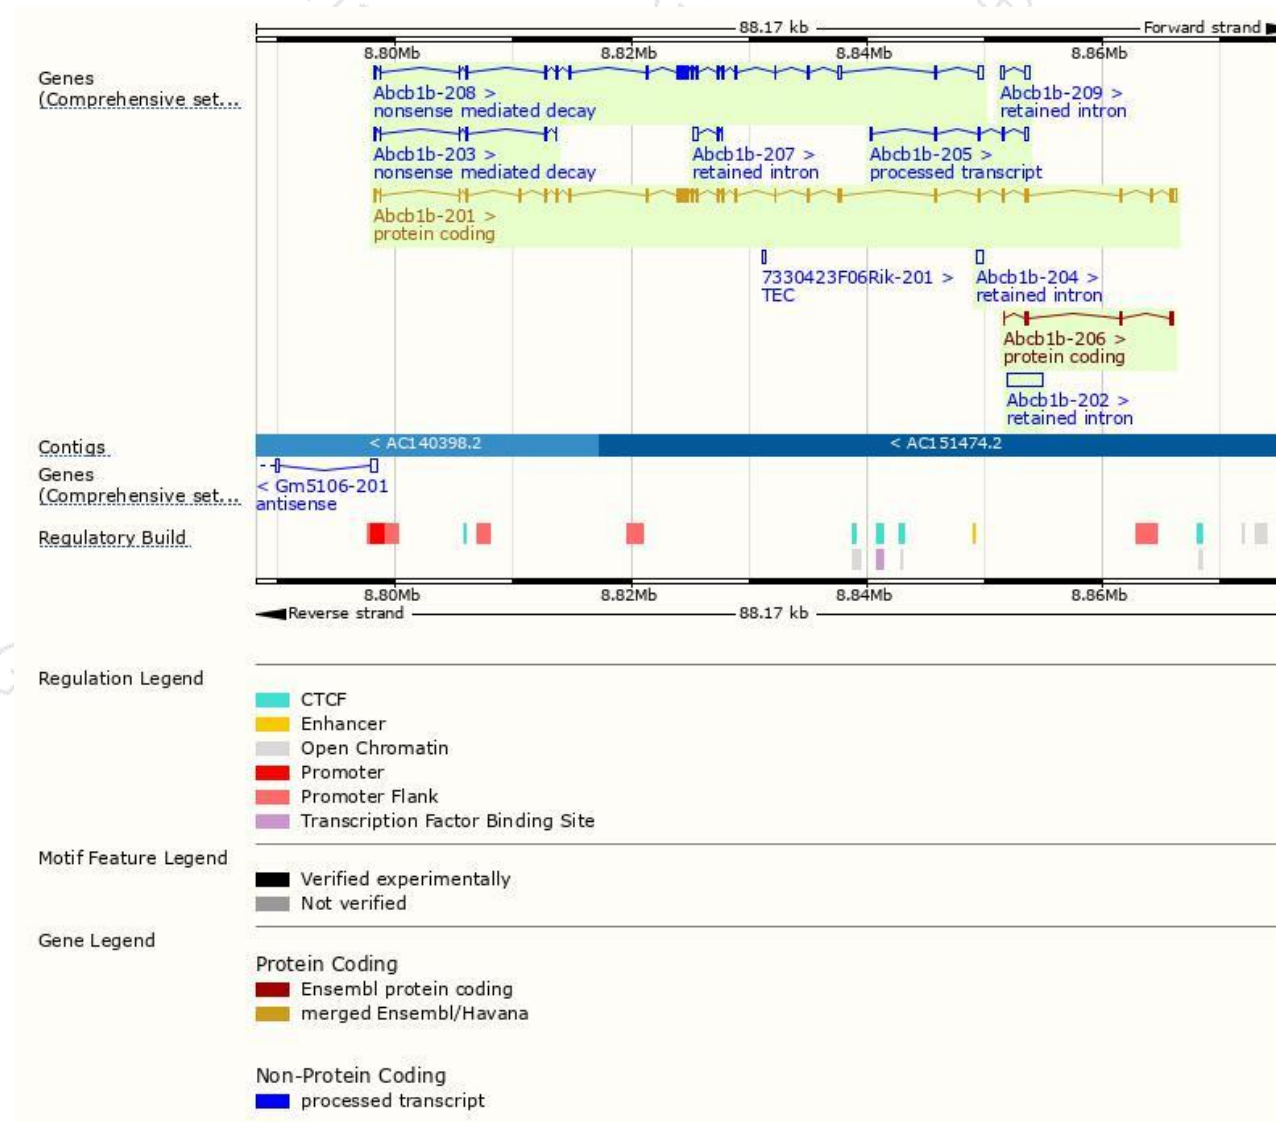 88.17 kb Forward strand
8.80Mb 8.82Mb 8.84Mb 8.86Mb
Genes
(Comprehensive set...
Abcb1b-208 > Abcb1b-209 >
nonsense mediated decay retained intron
Abcb1b-203 > Abcb1b-207 > Abcb1b-205 >
nonsense mediated decay retained intron processed transcript
Abcb1b-201 >
protein coding
7330423F06Rik-201 > Abcb1b-204 >
TEC retained intron
Abcb1b-206 >
protein coding
Abcb1b-202 >
retained intron
Contigs < AC140398.2 < AC151474.2
Genes
(Comprehensive set...
< Gm5106-201
antisense
Regulatory Build
8.80Mb 8.82Mb 8.84Mb 8.86Mb
Reverse strand 88.17 kb
Regulation Legend
CTCF
Enhancer
Open Chromatin
Promoter
Promoter Flank
Transcription Factor Binding Site
Motif Feature Legend
Verified experimentally
Not verified
Gene Legend
Protein Coding
Ensembl protein coding
merged Ensembl/Havana
Non-Protein Coding
processed transcript